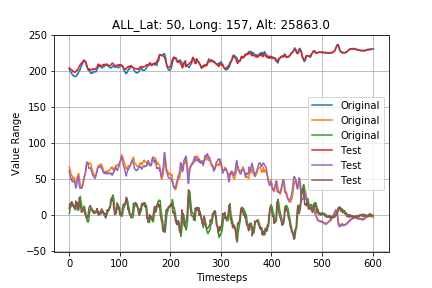 ALL_Lat: 50, Long: 157, Alt: 25863.0
250
200
150
100
50
0
−50
Value Range
Original
Original
Original
Test
Test
Test
0 100 200 300 400 500 600
Timesteps